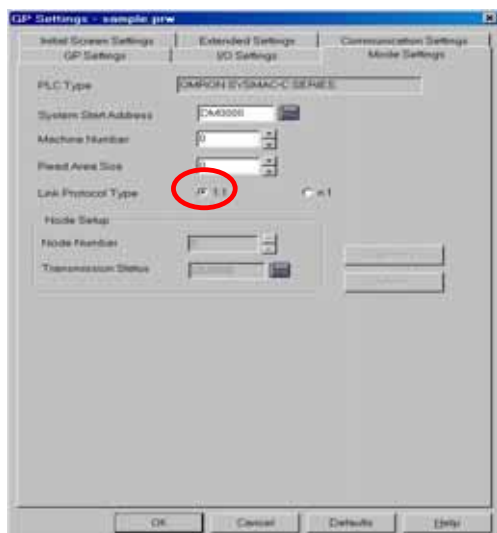 GP Settings - sample.prw
Initial Screen Settings
Extended Settings
Communication Settings
GP Settings
I/O Settings
Mode Settings
PLC Type
OMRON SYSMAC-C SERIES
System Start Address
DM0000
Machine Number
0
Read Area Size
0
Link Protocol Type
1:1
n:1
Node Setup
Node Number
Transmission Status
OK
Cancel
Defaults
Help